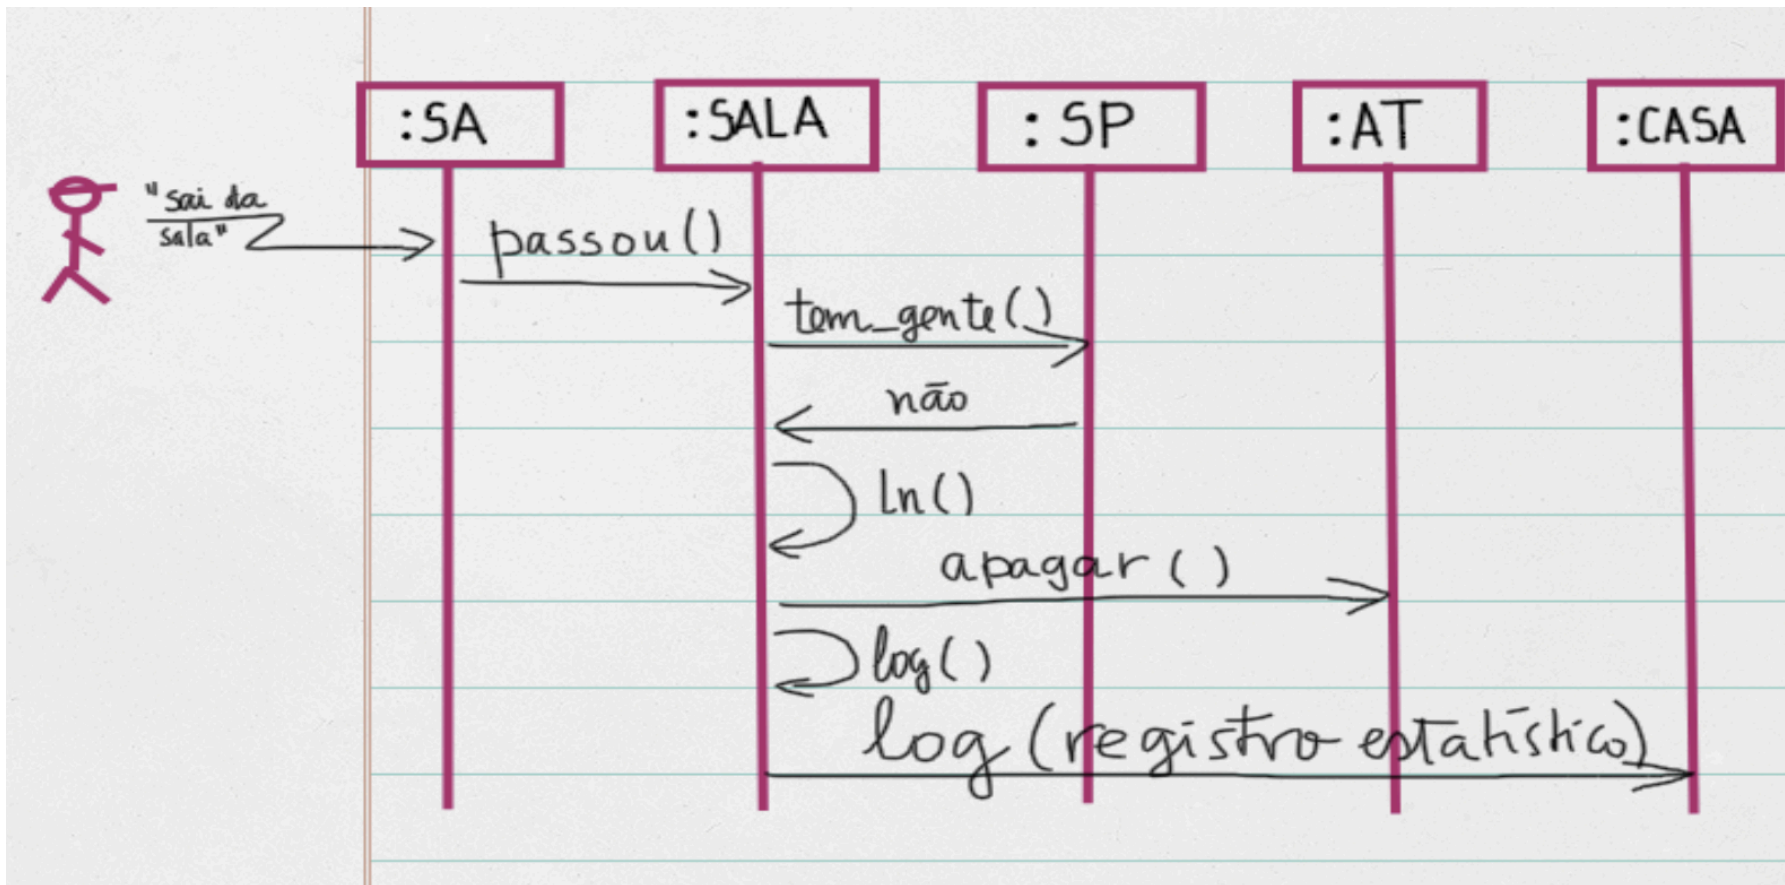 :SA
:SALA
:SP
:AT
:CASA
"sai da
sala"
passou()
tem_gente()
não
ln()
apagar()
log()
log(registro estatístico)